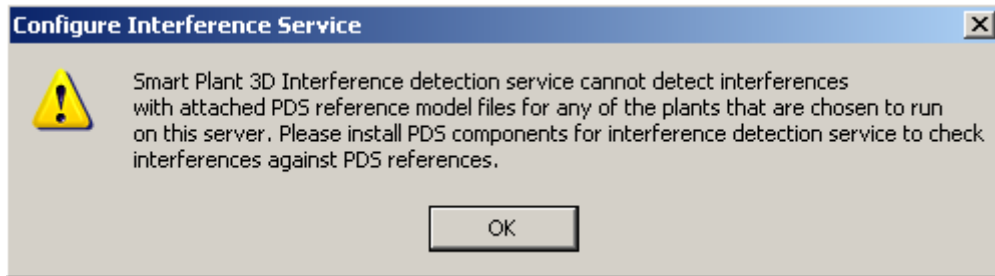 Configure Interference Service
Smart Plant 3D Interference detection service cannot detect interferences
with attached PDS reference model files for any of the plants that are chosen to run
on this server. Please install PDS components for interference detection service to check
interferences against PDS references.
OK